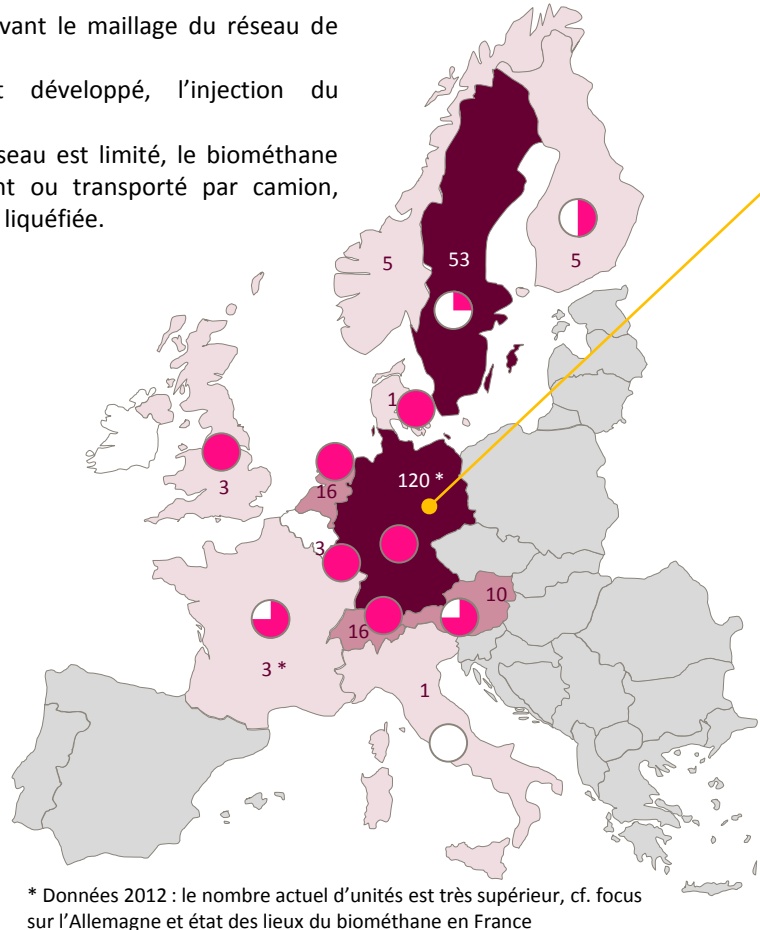 vant le maillage du réseau de
t développé, l’injection du
seau est limité, le biométhane
nt ou transporté par camion,
liquéfiée.
5
53
5
1
3
16
120 *
3
10
16
3 *
1
* Données 2012 : le nombre actuel d’unités est très supérieur, cf. focus
sur l’Allemagne et état des lieux du biométhane en France